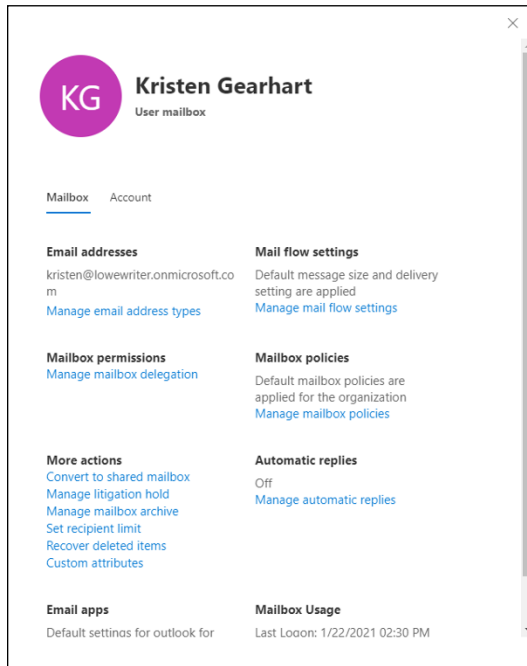 KG
Kristen Gearhart
User mailbox
Mailbox
Account
Email addresses
kristen@lowewriter.onmicrosoft.co
m
Manage email address types
Mail flow settings
Default message size and delivery
setting are applied
Manage mail flow settings
Mailbox permissions
Manage mailbox delegation
Mailbox policies
Default mailbox policies are
applied for the organization
Manage mailbox policies
More actions
Convert to shared mailbox
Manage litigation hold
Manage mailbox archive
Set recipient limit
Recover deleted items
Custom attributes
Automatic replies
Off
Manage automatic replies
Email apps
Default settings for outlook for
Mailbox Usage
Last Logon: 1/22/2021 02:30 PM